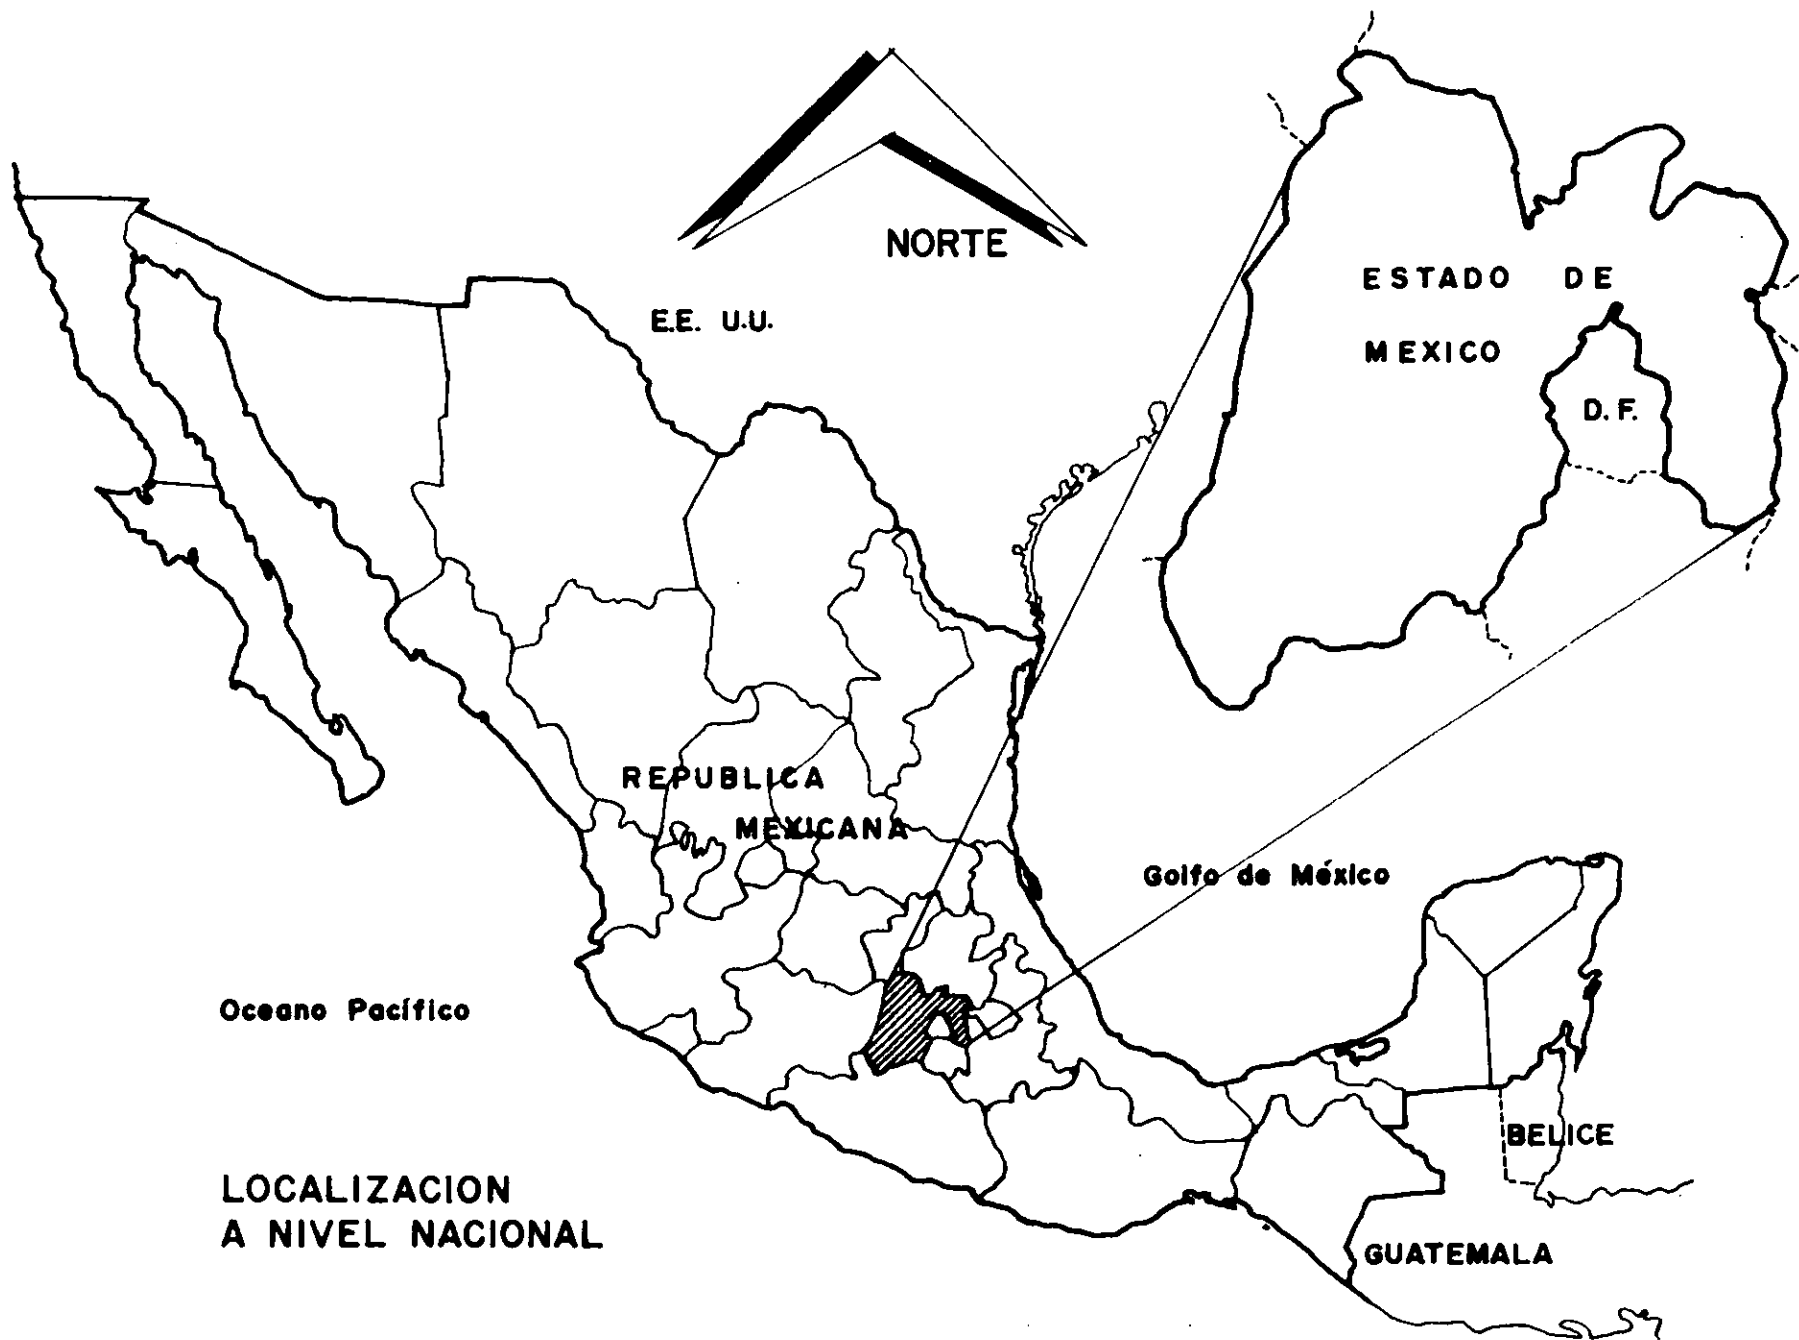 NORTE
E.E. U.U.
ESTADO DE
MEXICO
D.F.
REPUBLICA
MEXICANA
Golfo de México
Oceano Pacífico
BELICE
LOCALIZACION
A NIVEL NACIONAL
GUATEMALA